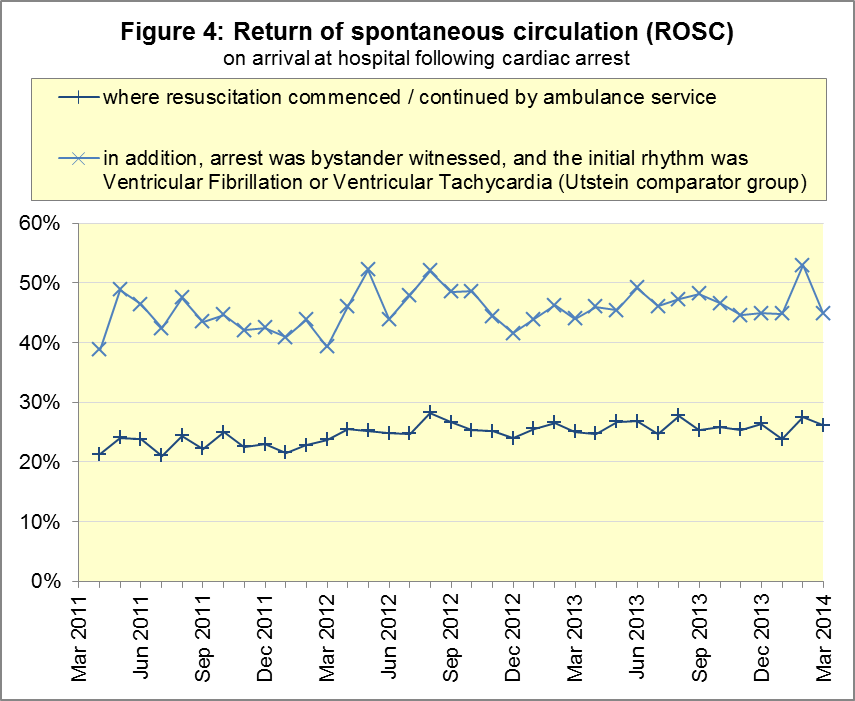 Figure 4: Return of spontaneous circulation (ROSC)
on arrival at hospital following cardiac arrest
where resuscitation commenced / continued by ambulance service
in addition, arrest was bystander witnessed, and the initial rhythm was
Ventricular Fibrillation or Ventricular Tachycardia (Utstein comparator group)
60%
50%
40%
30%
20%
10%
0%
Mar 2011
Jun 2011
Sep 2011
Dec 2011
Mar 2012
Jun 2012
Sep 2012
Dec 2012
Mar 2013
Jun 2013
Sep 2013
Dec 2013
Mar 2014